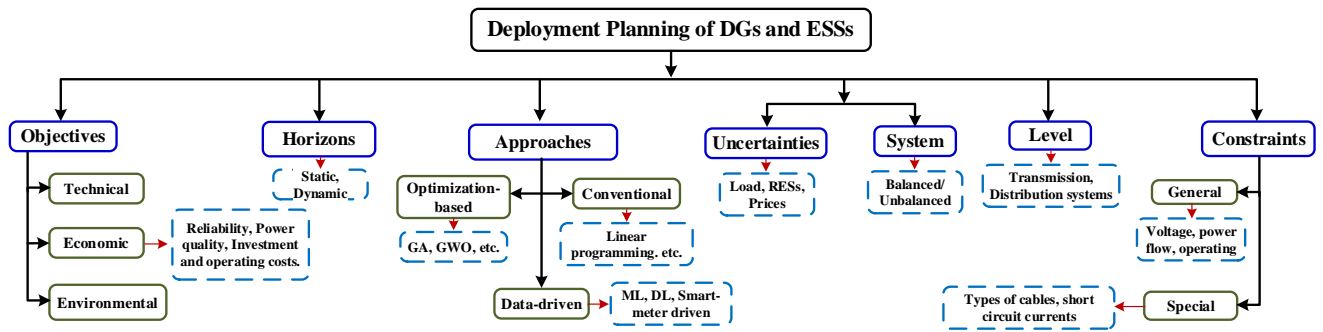 Deployment Planning of DGs and ESSs
Objectives
Technical
Economic
Reliability, Power
quality, Investment
and operating costs.
Environmental
Horizons
Static,
Dynamic
Approaches
Optimization-
based
GA, GWO, etc.
Conventional
Linear
programming. etc.
Data-driven
ML, DL, Smart-
meter driven
Uncertainties
Load, RESs,
Prices
System
Balanced/
Unbalanced
Level
Transmission,
Distribution systems
Constraints
General
Voltage, power
flow, operating
Special
Types of cables, short
circuit currents